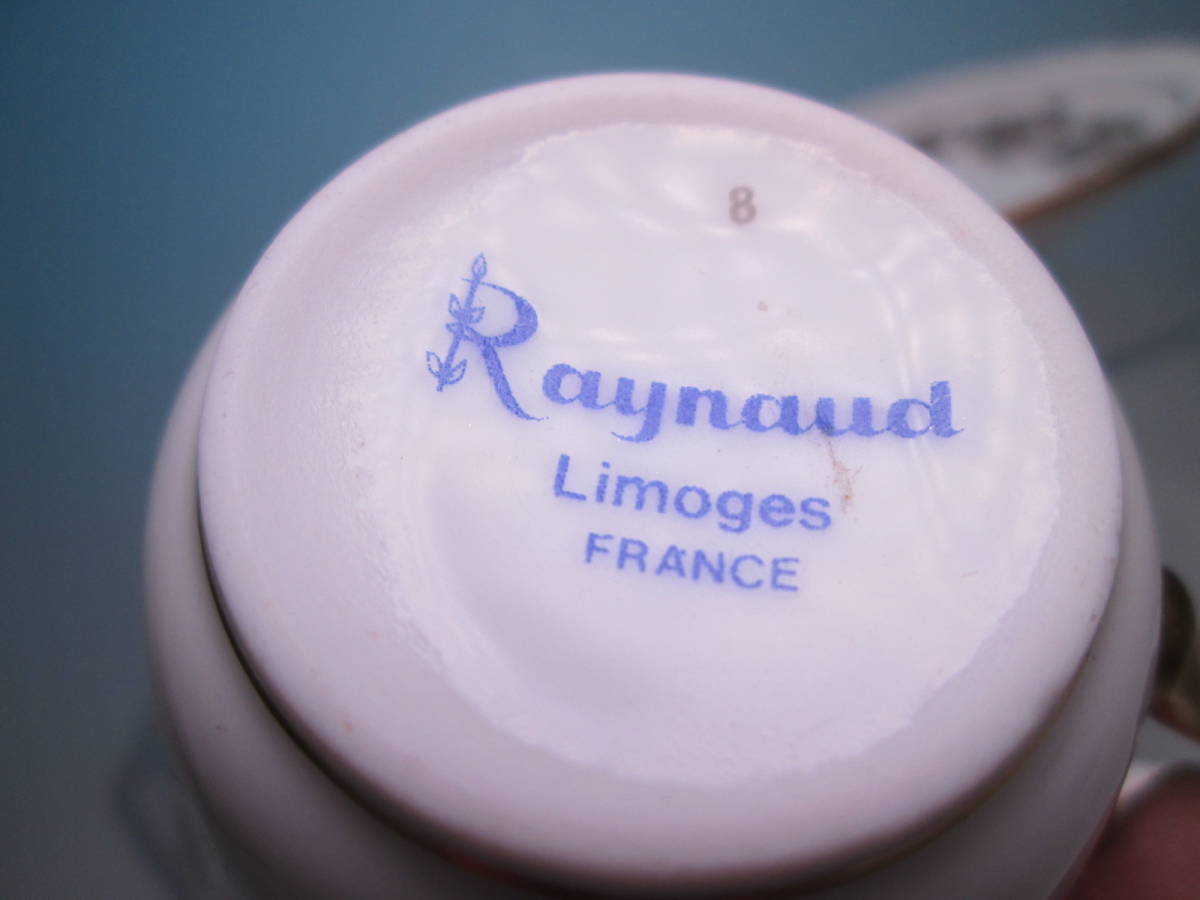 8
Raynaud
Limoges
FRANCE